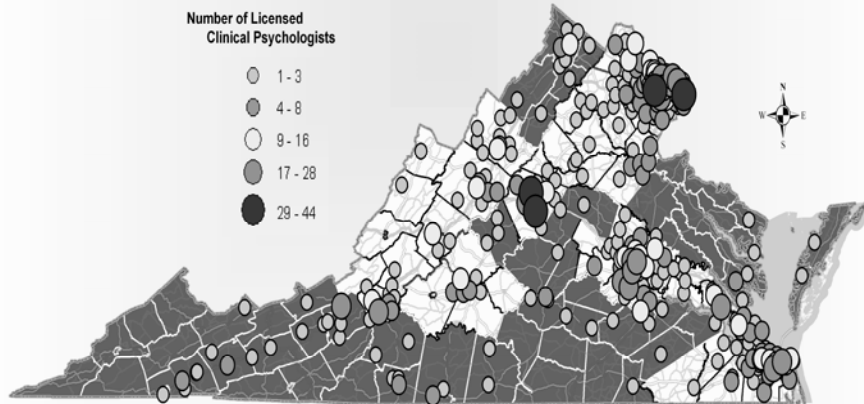 Number of Licensed
Clinical Psychologists
1 - 3
4 - 8
9 - 16
17 - 28
29 - 44
N
W E
S